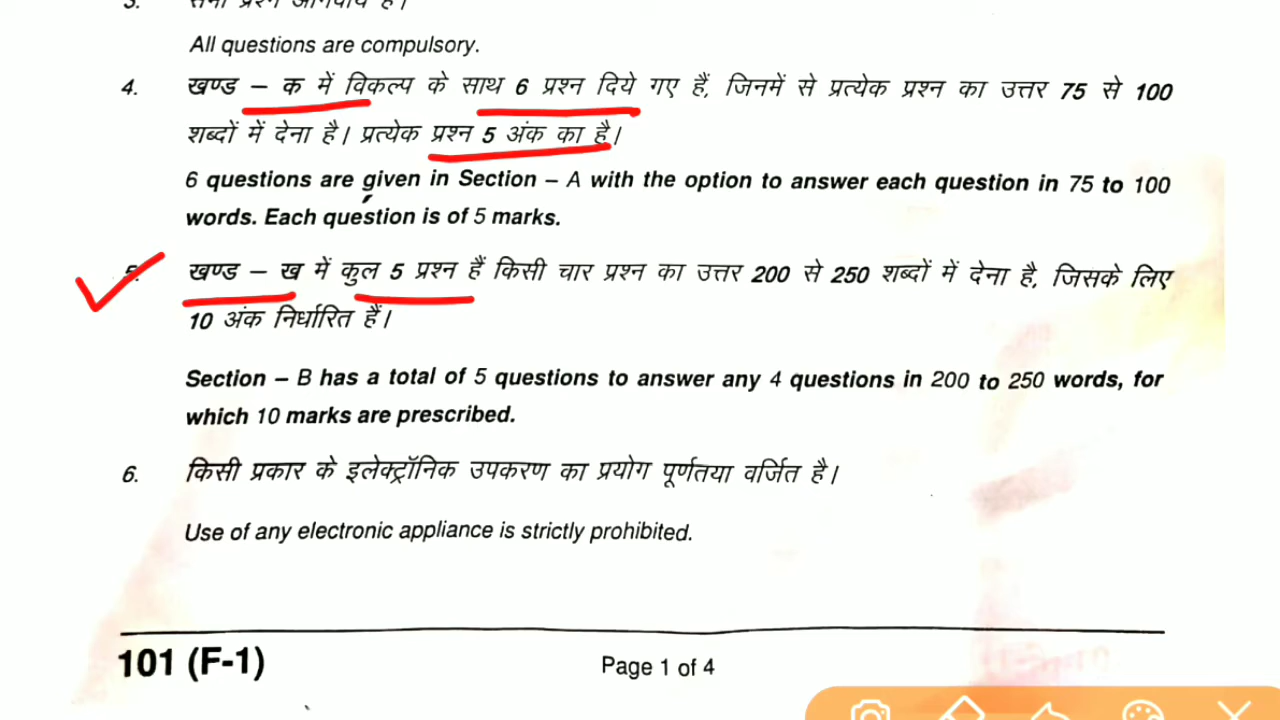 3. सभी प्रश्न अनिवार्य हैं।
All questions are compulsory.
4. खण्ड – क में विकल्प के साथ 6 प्रश्न दिये गए हैं, जिनमें से प्रत्येक प्रश्न का उत्तर 75 से 100
शब्दों में देना है। प्रत्येक प्रश्न 5 अंक का है।
6 questions are given in Section – A with the option to answer each question in 75 to 100
words. Each question is of 5 marks.
5. खण्ड – ख में कुल 5 प्रश्न हैं किसी चार प्रश्न का उत्तर 200 से 250 शब्दों में देना है, जिसके लिए
10 अंक निर्धारित हैं।
Section – B has a total of 5 questions to answer any 4 questions in 200 to 250 words, for
which 10 marks are prescribed.
6. किसी प्रकार के इलेक्ट्रॉनिक उपकरण का प्रयोग पूर्णतया वर्जित है।
Use of any electronic appliance is strictly prohibited.
101 (F-1)
Page 1 of 4